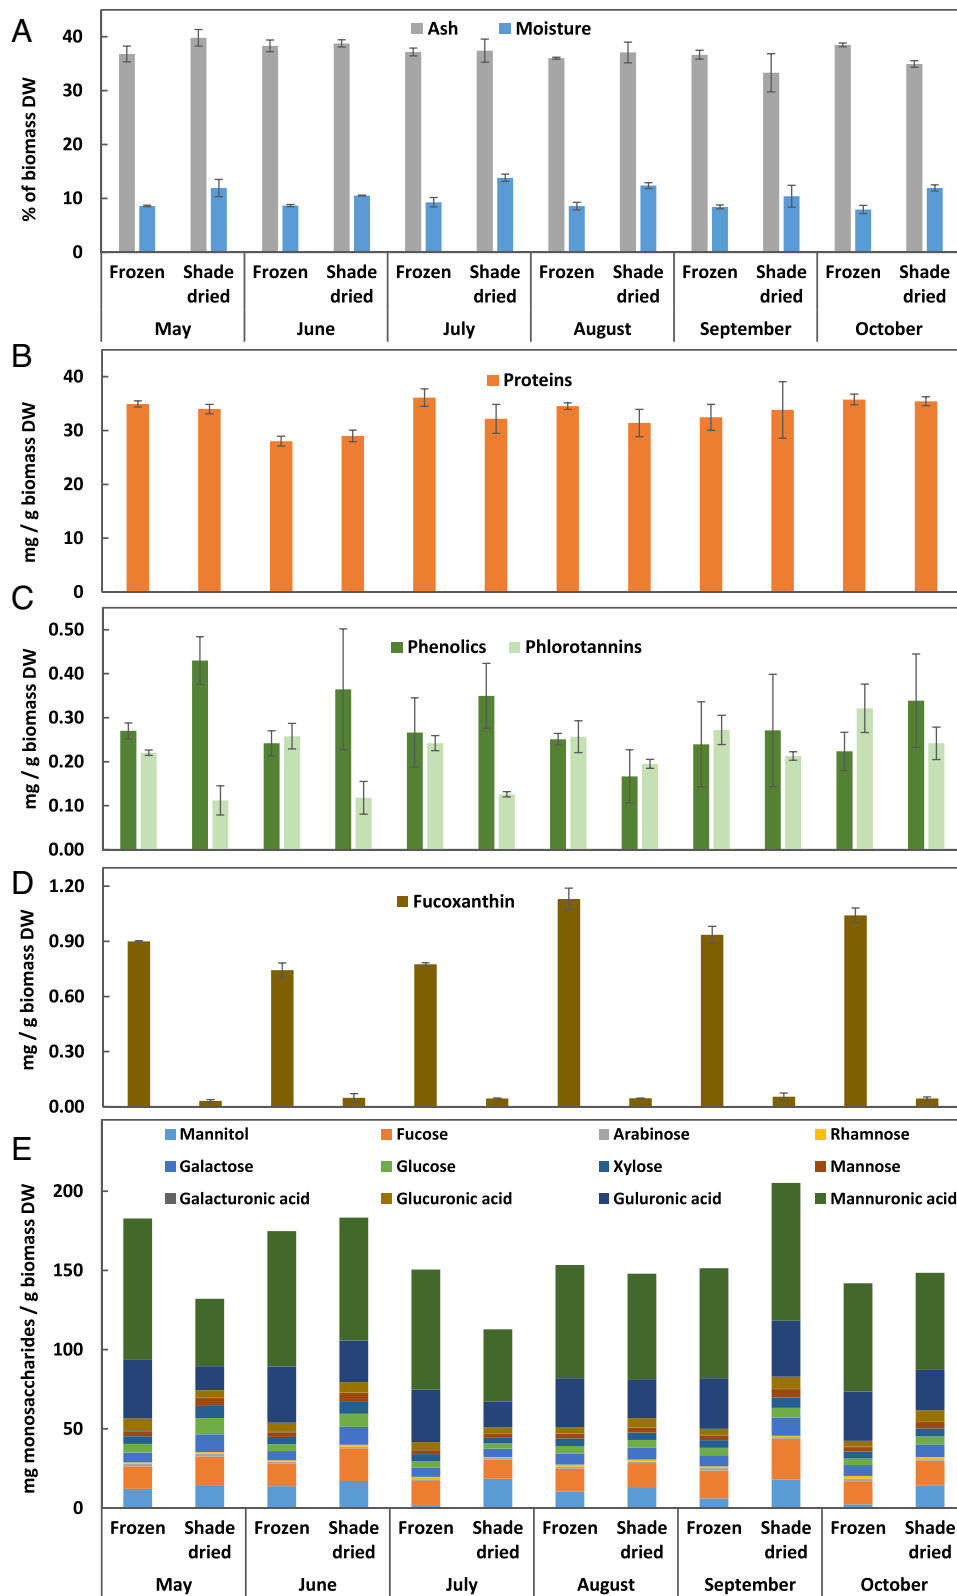 A
Ash Moisture
% of biomass DW
40
30
20
10
0
Frozen Shade dried Frozen Shade dried Frozen Shade dried Frozen Shade dried Frozen Shade dried Frozen Shade dried
May June July August September October
B
Proteins
mg / g biomass DW
40
30
20
10
0
C
Phenolics Phlorotannins
mg / g biomass DW
0.50
0.40
0.30
0.20
0.10
0.00
D
Fucoxanthin
mg / g biomass DW
1.20
0.90
0.60
0.30
0.00
E
Mannitol Fucose Arabinose Rhamnose
Galactose Glucose Xylose Mannose
Galacturonic acid Glucuronic acid Guluronic acid Mannuronic acid
mg monosaccharides / g biomass DW
200
150
100
50
0
Frozen Shade dried Frozen Shade dried Frozen Shade dried Frozen Shade dried Frozen Shade dried Frozen Shade dried
May June July August September October